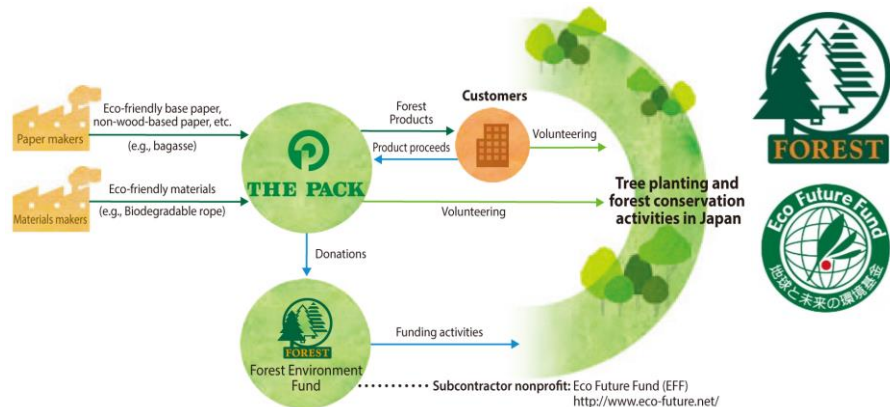 Paper makers
Eco-friendly base paper,
non-wood-based paper, etc.
(e.g., bagasse)
Materials makers
Eco-friendly materials
(e.g., Biodegradable rope)
THE PACK
Forest
Products
Product proceeds
Customers
Volunteering
Volunteering
Tree planting and
forest conservation
activities in Japan
Donations
FOREST
Forest Environment
Fund
Funding activities
Subcontractor nonprofit: Eco Future Fund (EFF)
http://www.eco-future.net/
FOREST
Eco Future Fund
地球と未来の環境基金